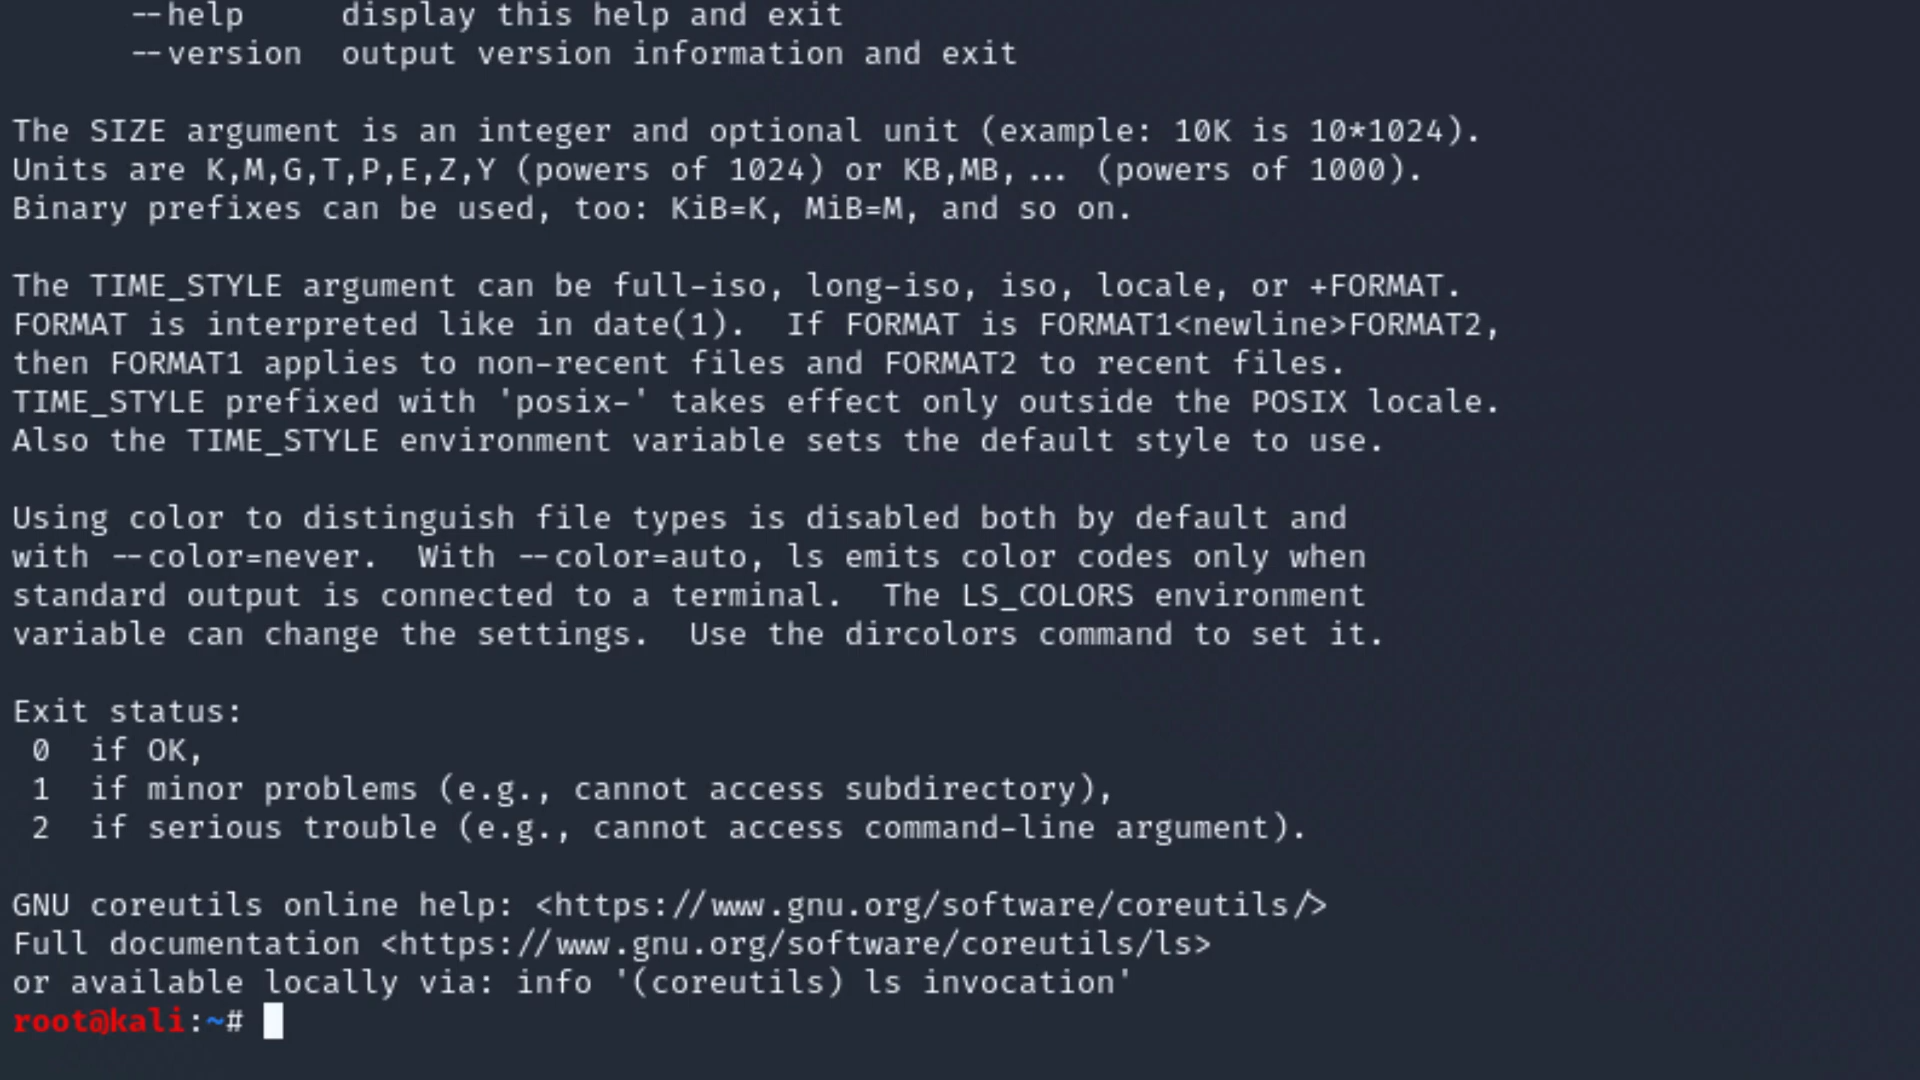 --help     display this help and exit
--version  output version information and exit
The SIZE argument is an integer and optional unit (example: 10K is 10*1024).
Units are K,M,G,T,P,E,Z,Y (powers of 1024) or KB,MB,... (powers of 1000).
Binary prefixes can be used, too: KiB=K, MiB=M, and so on.
The TIME_STYLE argument can be full-iso, long-iso, iso, locale, or +FORMAT.
FORMAT is interpreted like in date(1).  If FORMAT is FORMAT1<newline>FORMAT2,
then FORMAT1 applies to non-recent files and FORMAT2 to recent files.
TIME_STYLE prefixed with 'posix-' takes effect only outside the POSIX locale.
Also the TIME_STYLE environment variable sets the default style to use.
Using color to distinguish file types is disabled both by default and
with --color=never.  With --color=auto, ls emits color codes only when
standard output is connected to a terminal.  The LS_COLORS environment
variable can change the settings.  Use the dircolors command to set it.
Exit status:
0  if OK,
1  if minor problems (e.g., cannot access subdirectory),
2  if serious trouble (e.g., cannot access command-line argument).
GNU coreutils online help: <https://www.gnu.org/software/coreutils/>
Full documentation <https://www.gnu.org/software/coreutils/ls>
or available locally via: info '(coreutils) ls invocation'
root@kali:~#